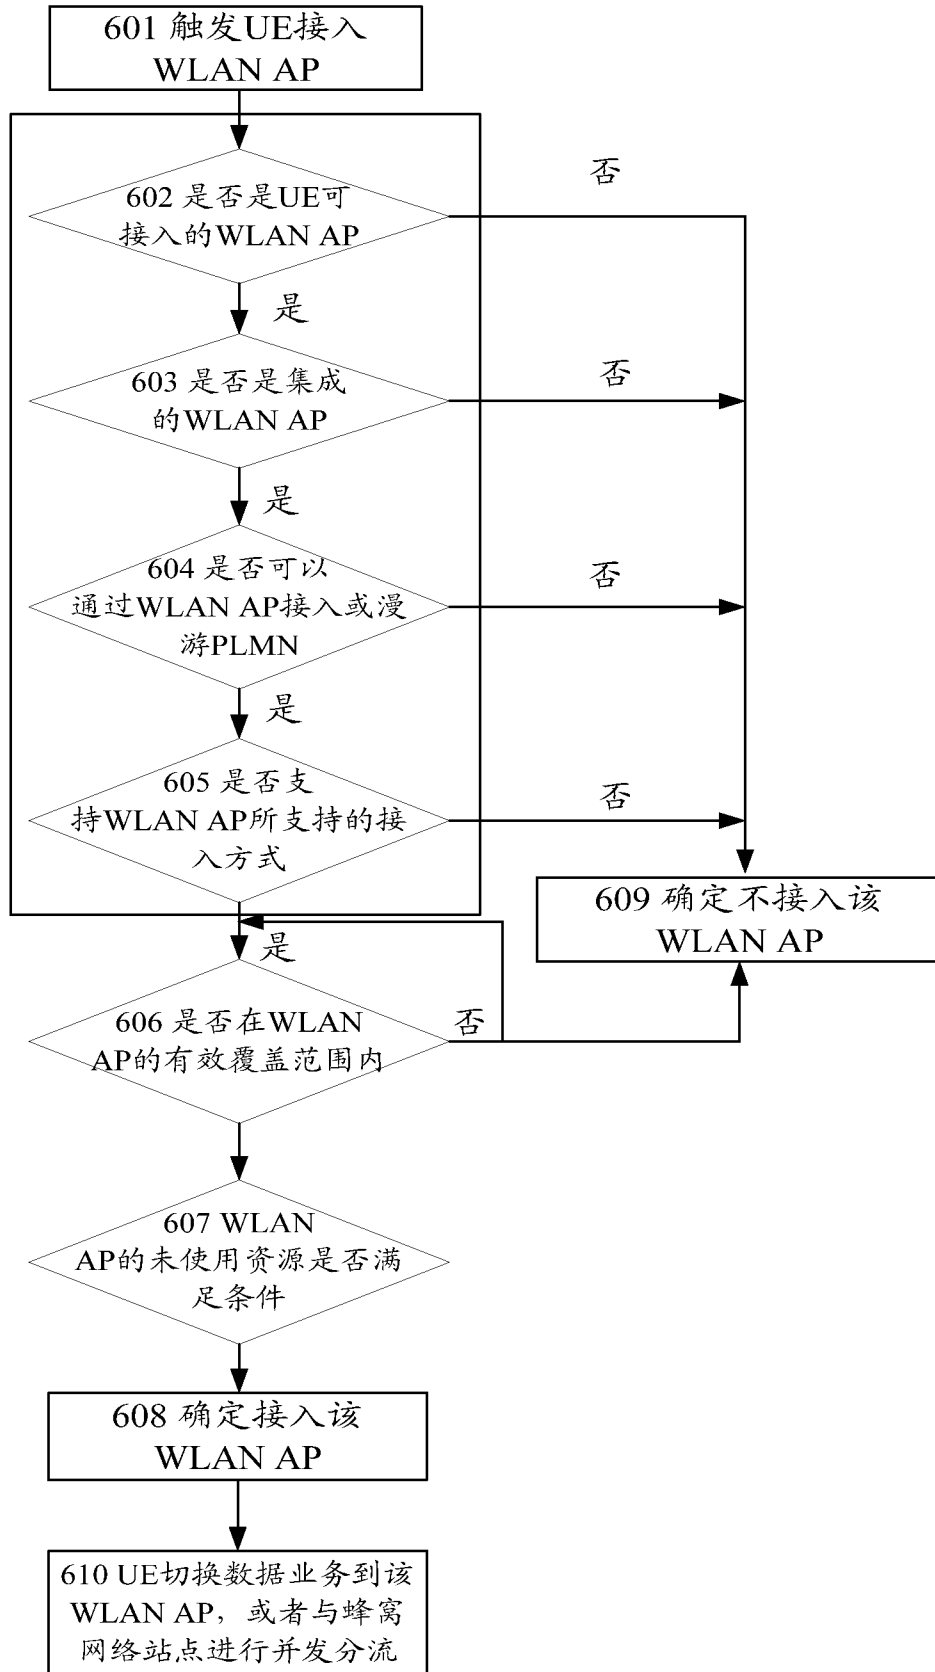 601 触发UE接入
WLAN AP
602 是否是UE可
接入的WLAN AP
否
是
603 是否是集成
的WLAN AP
否
是
604 是否可以
通过WLAN AP接入或漫
游PLMN
否
是
605 是否支
持WLAN AP所支持的接
入方式
否
609 确定不接入该
WLAN AP
是
606 是否在WLAN
AP的有效覆盖范围内
否
607 WLAN
AP的未使用资源是否满
足条件
608 确定接入该
WLAN AP
610 UE切换数据业务到该
WLAN AP，或者与蜂窝
网络站点进行并发分流